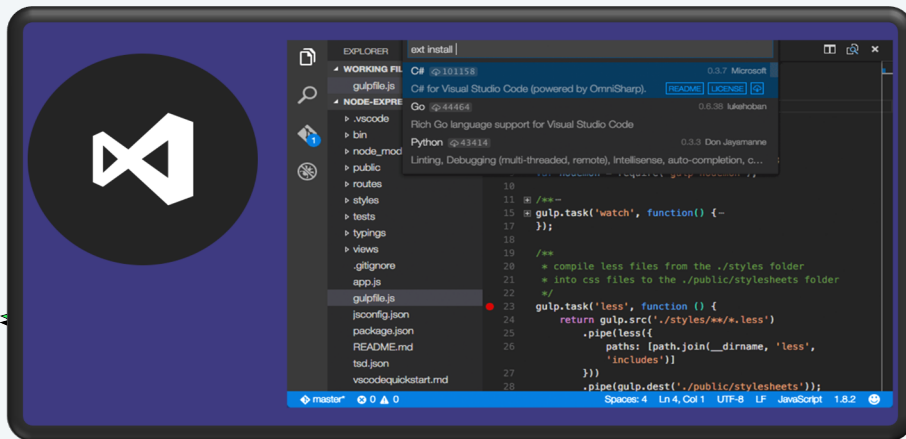 EXPLORER
WORKING FIL
gulpfile.js
NODE-EXPRE
.vscode
bin
node_mod
public
routes
styles
tests
typings
views
.gitignore
app.js
gulpfile.js
jsconfig.json
package.json
README.md
tsd.json
vscodequickstart.md
1
ext install
C# 101158 0.3.7 Microsoft
C# for Visual Studio Code (powered by OmniSharp). README LICENSE
Go 44464 0.6.38 lukehoban
Rich Go language support for Visual Studio Code
Python 43414 0.3.3 Don Jayamanne
Linting, Debugging (multi-threaded, remote), Intellisense, auto-completion, c...
10
11 /**–
15 gulp.task('watch', function() {–
17 });
18
19 /**
20 * compile less files from the ./styles folder
21 * into css files to the ./public/stylesheets folder
22 */
23 gulp.task('less', function () {
24 return gulp.src('./styles/**/*.less')
25 .pipe(less({
26 paths: [path.join(__dirname, 'less',
'includes')]
27 }))
28 .pipe(gulp.dest('./public/stylesheets'));
master* 0 0 Spaces: 4 Ln 4, Col 1 UTF-8 LF JavaScript 1.8.2